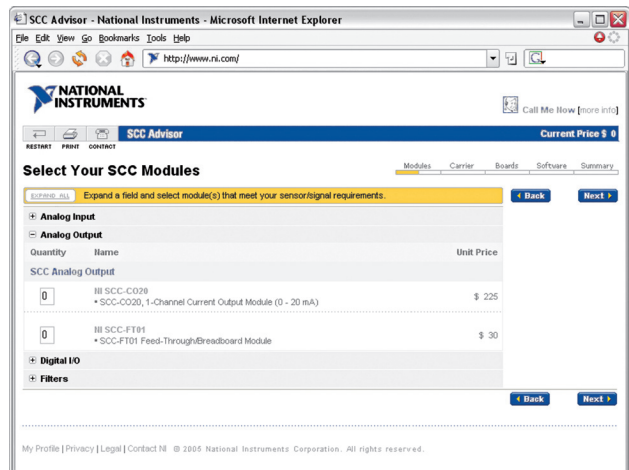 SCC Advisor - National Instruments - Microsoft Internet Explorer
File Edit View Go Bookmarks Tools Help
http://www.ni.com/
G
NATIONAL
INSTRUMENTS
Call Me Now [more info]
SCC Advisor
Current Price $ 0
RESTART PRINT CONTACT
Select Your SCC Modules
Modules Carrier Boards Software Summary
EXPAND ALL Expand a field and select module(s) that meet your sensor/signal requirements.
Back Next
Analog Input
Analog Output
Quantity Name Unit Price
SCC Analog Output
NI SCC-CO20
0 • SCC-CO20, 1-Channel Current Output Module (0 - 20 mA) $ 225
NI SCC-FT01
0 • SCC-FT01 Feed-Through/Breadboard Module $ 30
Digital I/O
Filters
Back Next
My Profile | Privacy | Legal | Contact NI © 2005 National Instruments Corporation. All rights reserved.